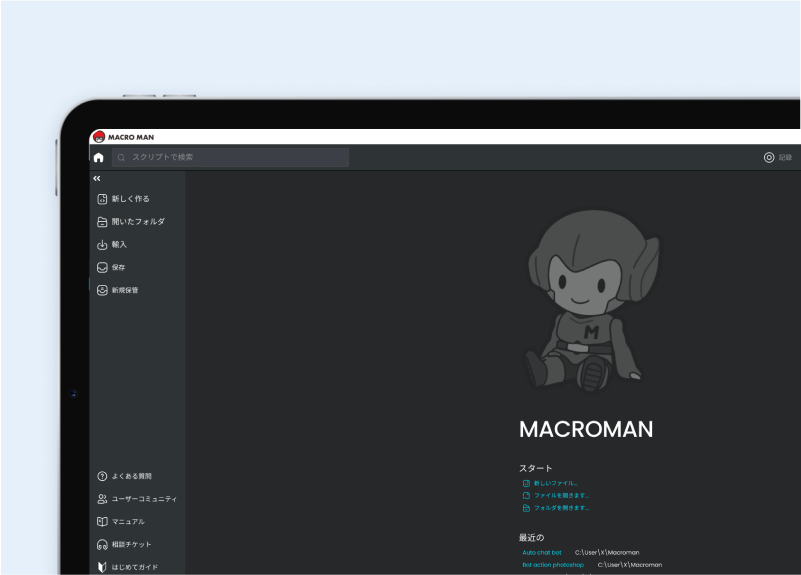 MACRO MAN
スクリプトで検索
記録
新しく作る
開いたフォルダ
輸入
保存
新規保管
M
MACROMAN
スタート
新しいファイル...
ファイルを開きます...
フォルダを開きます...
最近の
Auto chat bot C:\User\X\Macroman
Bot action photoshop C:\User\X\Macroman
よくある質問
ユーザーコミュニティ
マニュアル
相談チケット
はじめてガイド